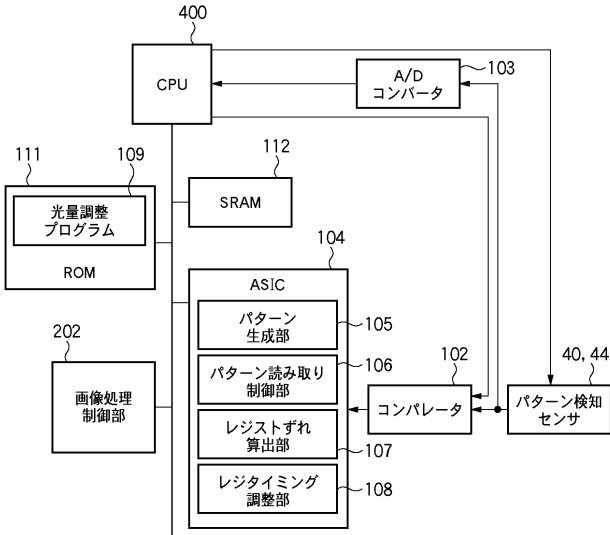 400
CPU
A/D
コンバータ
103
111
109
光量調整
プログラム
ROM
112
SRAM
104
ASIC
パターン
生成部
105
パターン読み取り
制御部
106
レジストずれ
算出部
107
レジタイミング
調整部
108
202
画像処理
制御部
102
コンパレータ
40, 44
パターン検知
センサ